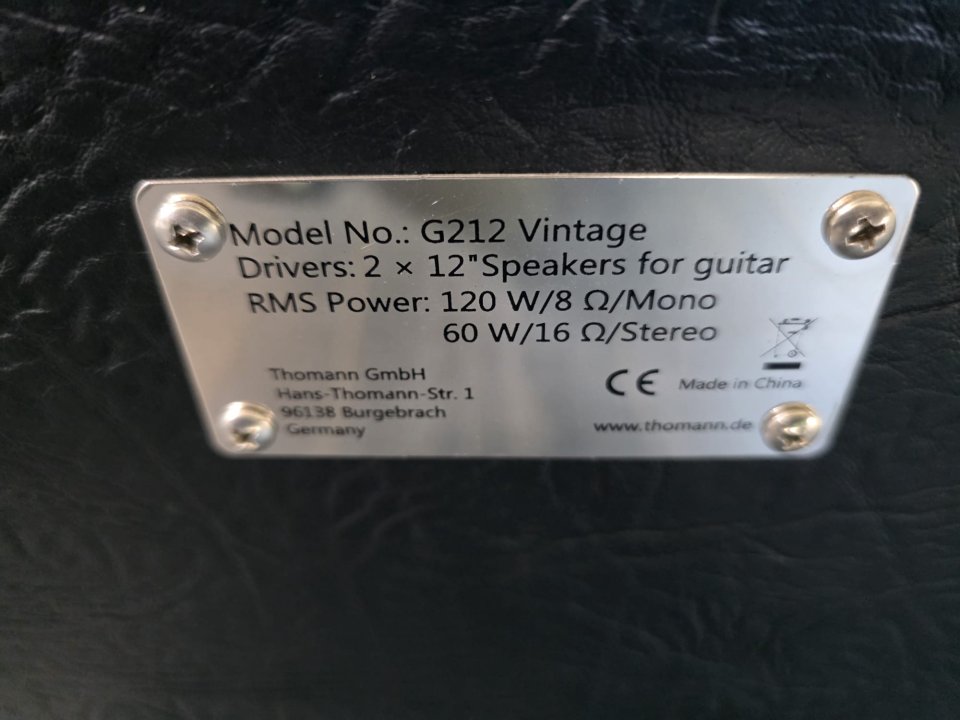 Model No.: G212 Vintage
Drivers: 2 × 12"Speakers for guitar
RMS Power: 120 W/8 Ω/Mono
60 W/16 Ω/Stereo
Thomann GmbH
Hans-Thomann-Str. 1
96138 Burgebrach
Germany
CE Made in China
www.thomann.de